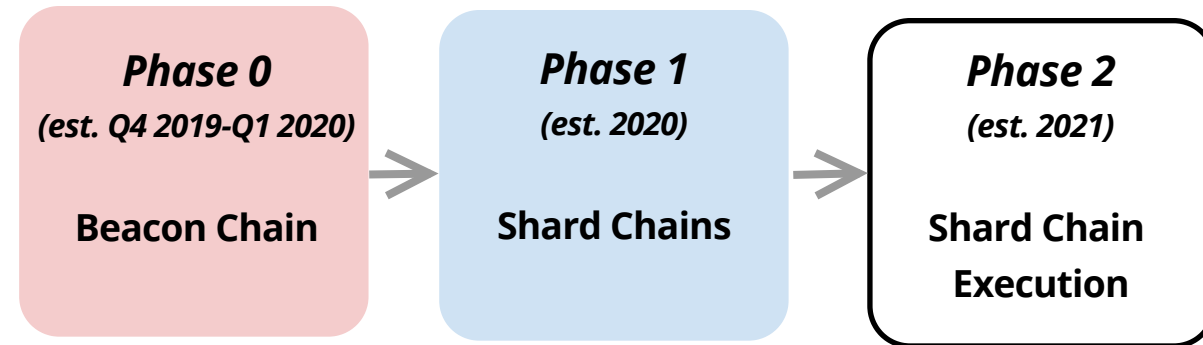 Phase 0
(est. Q4 2019-Q1 2020)
Beacon Chain
Phase 1
(est. 2020)
Shard Chains
Phase 2
(est. 2021)
Shard Chain
Execution